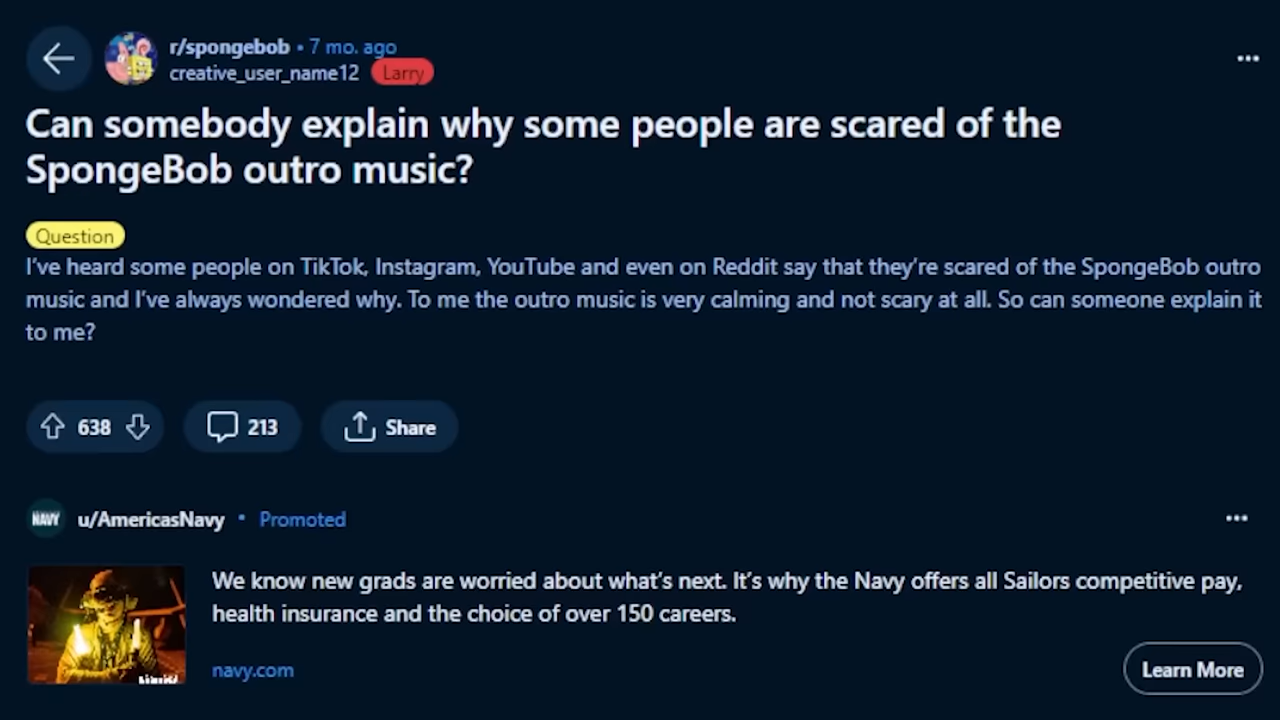 r/spongebob • 7 mo. ago
creative_user_name12 Larry
Can somebody explain why some people are scared of the
SpongeBob outro music?
Question
I've heard some people on TikTok, Instagram, YouTube and even on Reddit say that they're scared of the SpongeBob outro
music and I've always wondered why. To me the outro music is very calming and not scary at all. So can someone explain it
to me?
638 213 Share
NAVY u/AmericasNavy • Promoted
We know new grads are worried about what's next. It's why the Navy offers all Sailors competitive pay,
health insurance and the choice of over 150 careers.
navy.com
Learn More